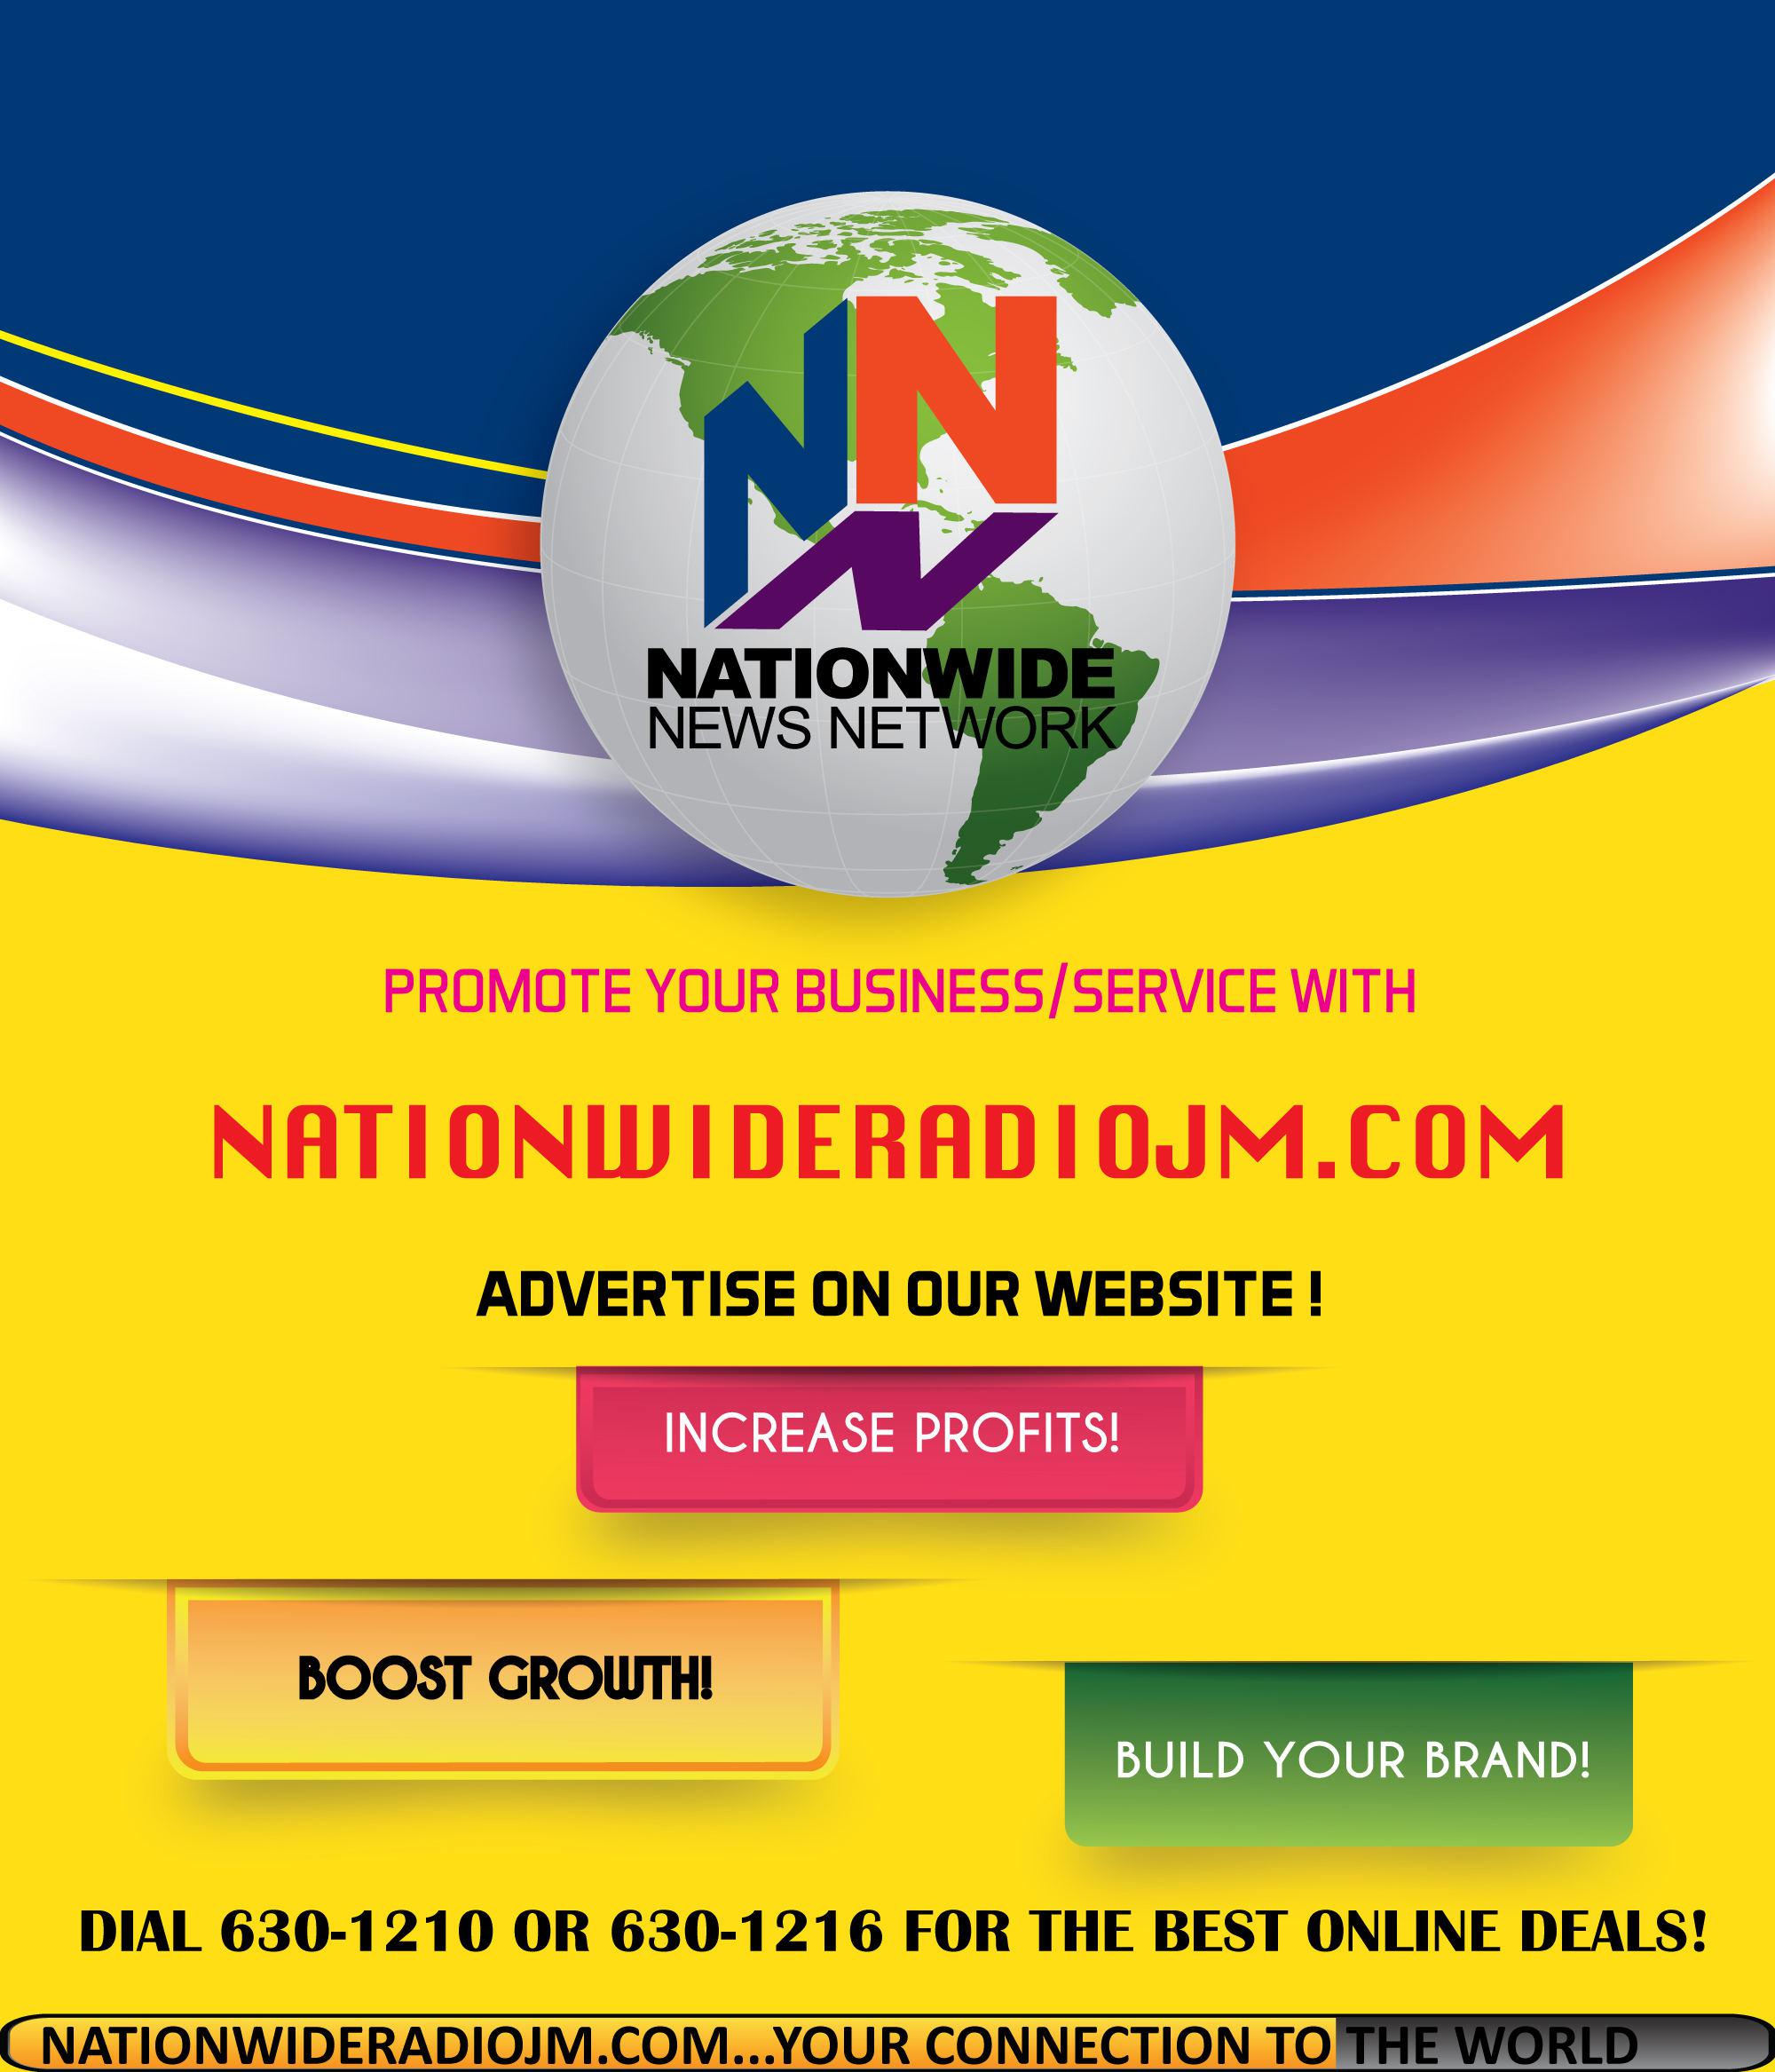 NNN
NATIONWIDE
NEWS NETWORK
PROMOTE YOUR BUSINESS/SERVICE WITH
NATIONWIDERADIOJM.COM
ADVERTISE ON OUR WEBSITE !
INCREASE PROFITS!
BOOST GROWTH!
BUILD YOUR BRAND!
DIAL 630-1210 OR 630-1216 FOR THE BEST ONLINE DEALS!
NATIONWIDERADIOJM.COM...YOUR CONNECTION TO THE WORLD